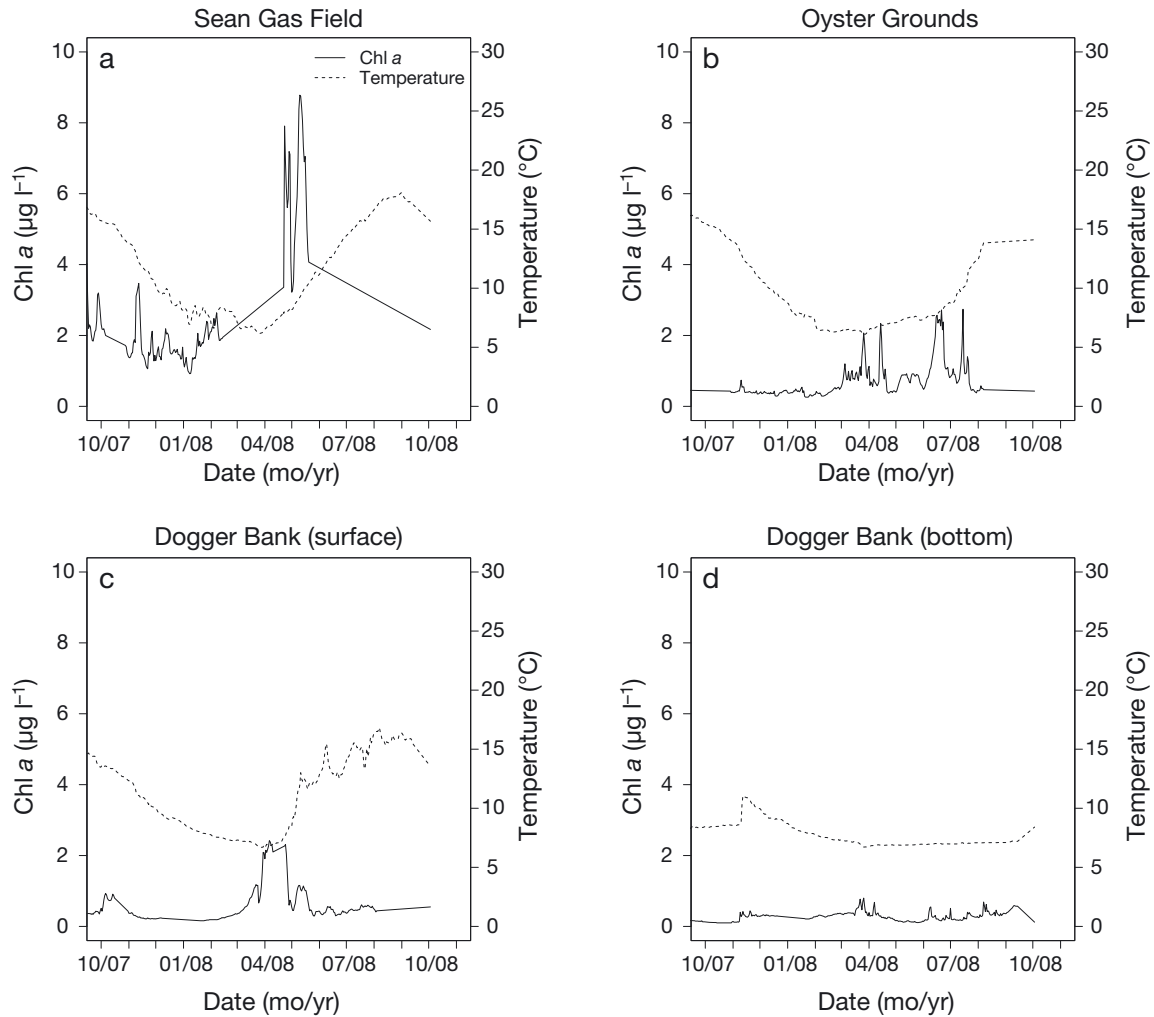 Sean Gas Field
a
Chl a
Temperature
10
8
6
4
2
0
Chl a (µg l⁻¹)
30
25
20
15
10
5
0
Temperature (°C)
10/07 01/08 04/08 07/08 10/08
Date (mo/yr)
Oyster Grounds
b
10
8
6
4
2
0
Chl a (µg l⁻¹)
30
25
20
15
10
5
0
Temperature (°C)
10/07 01/08 04/08 07/08 10/08
Date (mo/yr)
Dogger Bank (surface)
c
10
8
6
4
2
0
Chl a (µg l⁻¹)
30
25
20
15
10
5
0
Temperature (°C)
10/07 01/08 04/08 07/08 10/08
Date (mo/yr)
Dogger Bank (bottom)
d
10
8
6
4
2
0
Chl a (µg l⁻¹)
30
25
20
15
10
5
0
Temperature (°C)
10/07 01/08 04/08 07/08 10/08
Date (mo/yr)